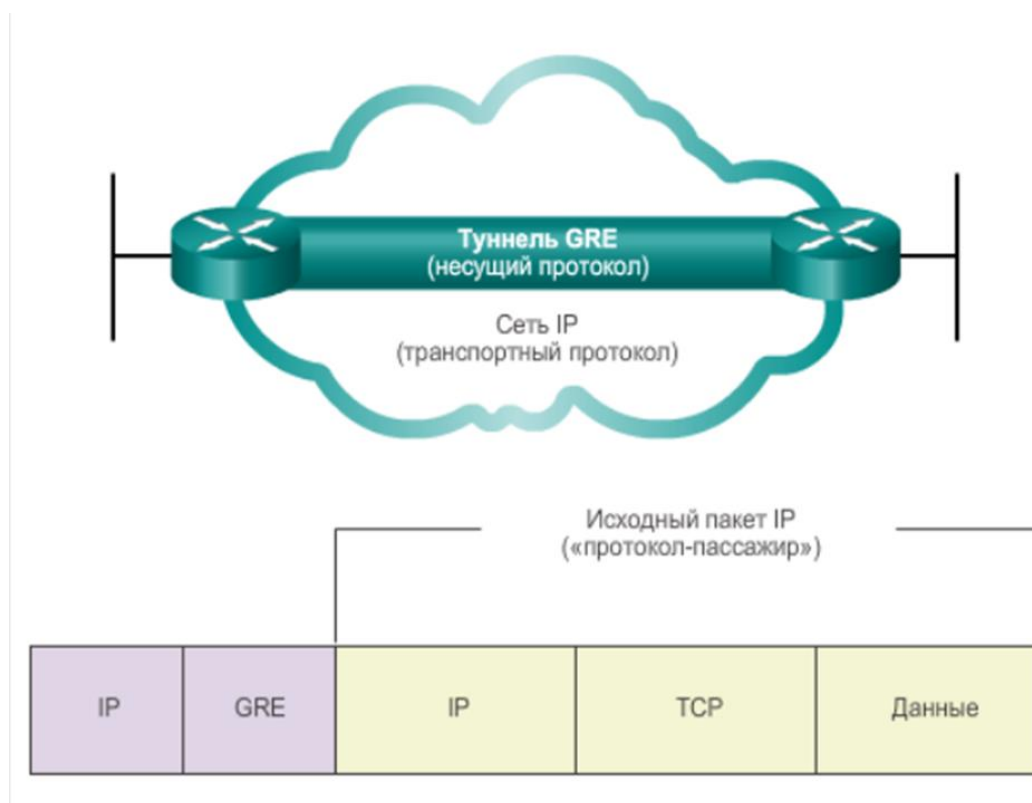 Туннель GRE
(несущий протокол)
Сеть IP
(транспортный протокол)
Исходный пакет IP
(«протокол-пассажир»)
IP
GRE
IP
TCP
Данные